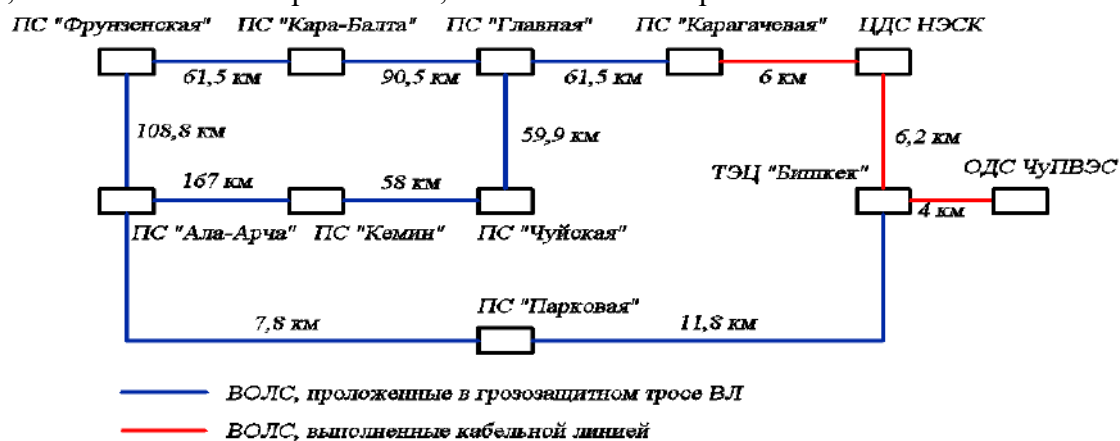 ПС "Фрунзенская" ПС "Кара-Балта" ПС "Главная" ПС "Карагачевая" ЦДС НЭСК
61,5 км 90,5 км 61,5 км 6 км
108,8 км 59,9 км 6,2 км
ТЭЦ "Бишкек" ОДС ЧуПВЭС
167 км 58 км 4 км
ПС "Ала-Арча" ПС "Кемин" ПС "Чуйская"
ПС "Парковая"
7,8 км 11,8 км
ВОЛС, проложенные в грозозащитном тросе ВЛ
ВОЛС, выполненные кабельной линией